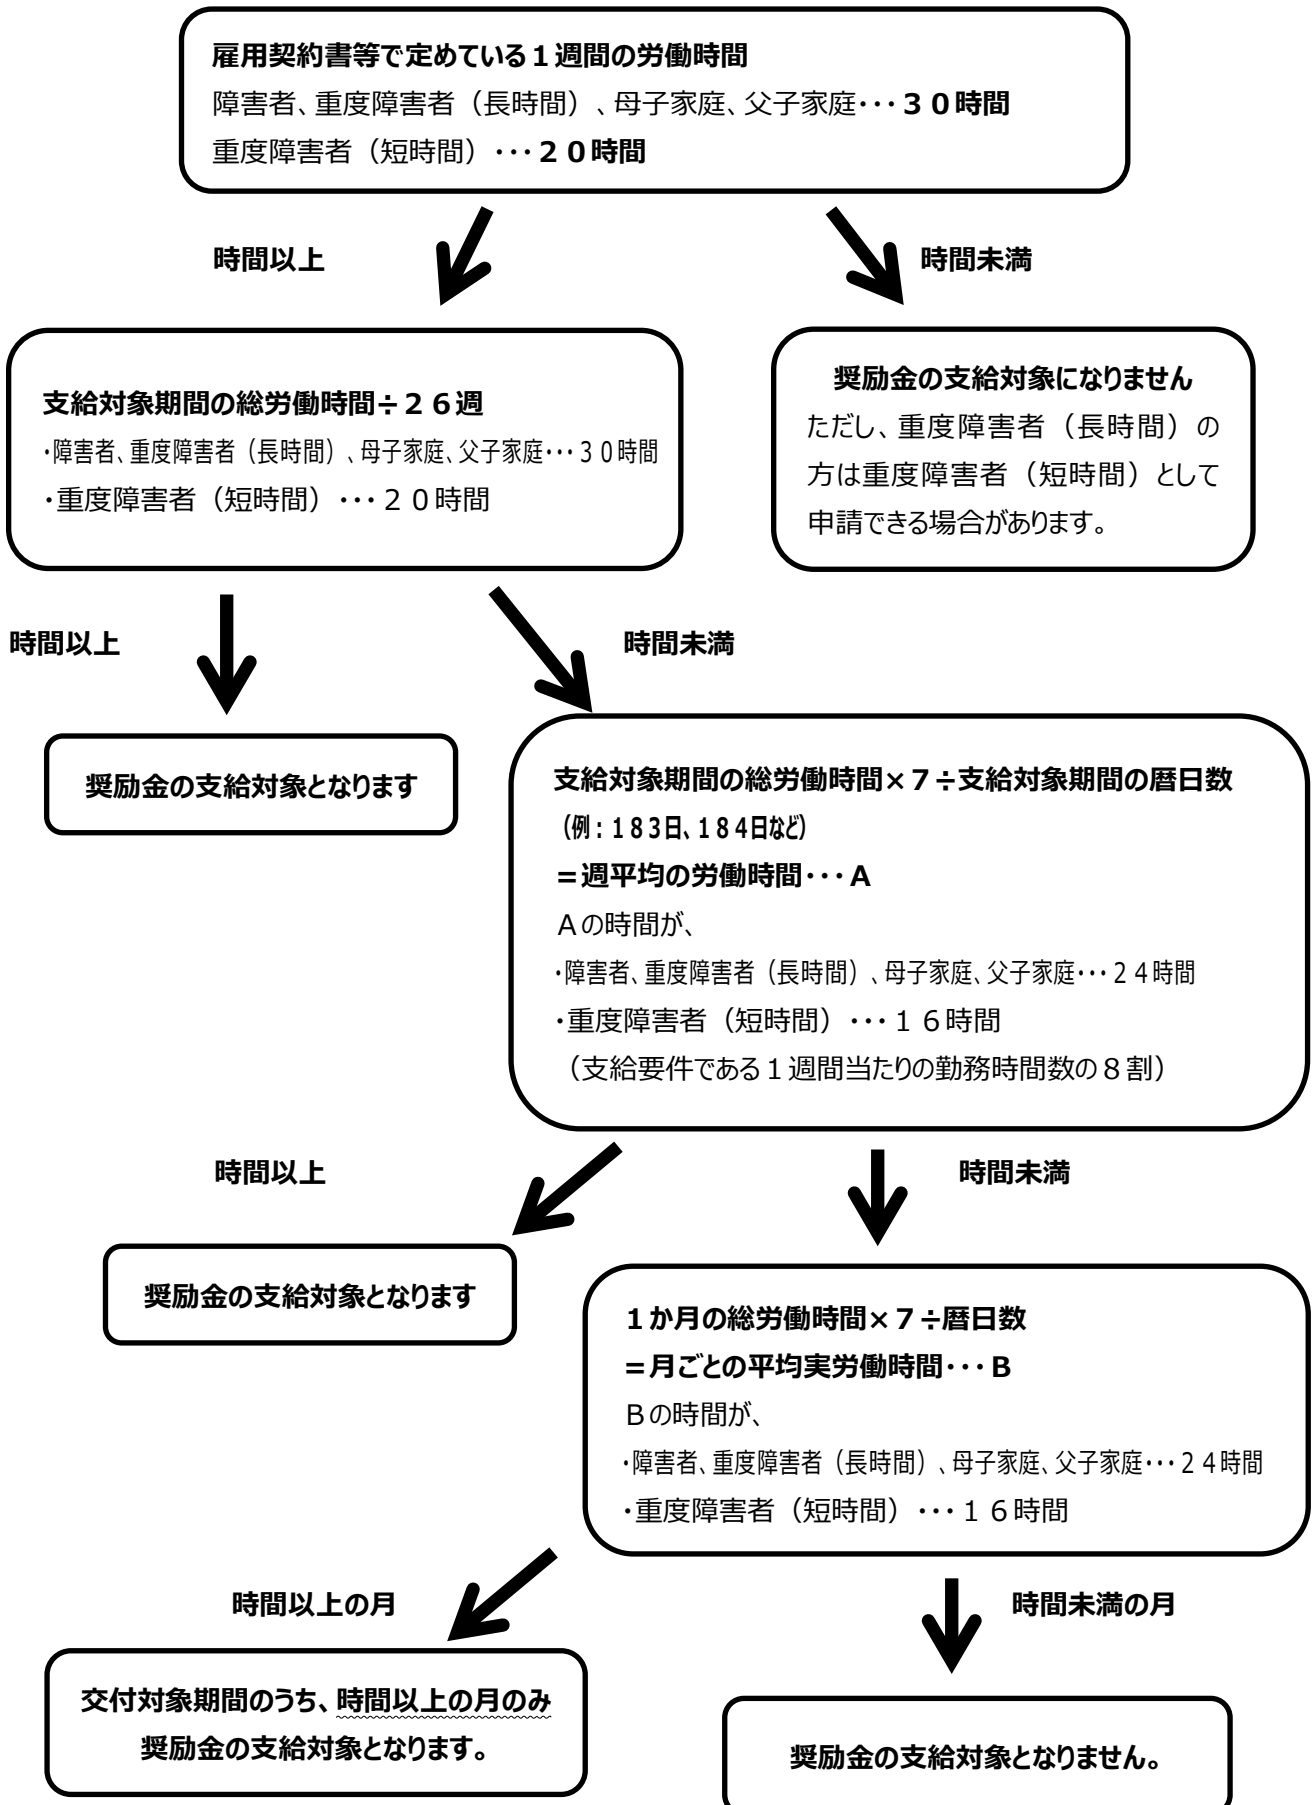 雇用契約書等で定めている１週間の労働時間
障害者、重度障害者（長時間）、母子家庭、父子家庭･･･３０時間
重度障害者（短時間）･･･２０時間
時間以上
時間未満
支給対象期間の総労働時間÷２６週
･障害者、重度障害者（長時間）、母子家庭、父子家庭･･･３０時間
･重度障害者（短時間）･･･２０時間
奨励金の支給対象になりません
ただし、重度障害者（長時間）の
方は重度障害者（短時間）として
申請できる場合があります。
時間以上
時間未満
奨励金の支給対象となります
支給対象期間の総労働時間×７÷支給対象期間の暦日数
（例：１８３日、１８４日など）
＝週平均の労働時間･･･Ａ
Ａの時間が、
･障害者、重度障害者（長時間）、母子家庭、父子家庭･･･２４時間
･重度障害者（短時間）･･･１６時間
（支給要件である１週間当たりの勤務時間数の８割）
時間以上
時間未満
奨励金の支給対象となります
１か月の総労働時間×７÷暦日数
＝月ごとの平均実労働時間･･･Ｂ
Ｂの時間が、
･障害者、重度障害者（長時間）、母子家庭、父子家庭･･･２４時間
･重度障害者（短時間）･･･１６時間
時間以上の月
時間未満の月
交付対象期間のうち、時間以上の月のみ
奨励金の支給対象となります。
奨励金の支給対象となりません。